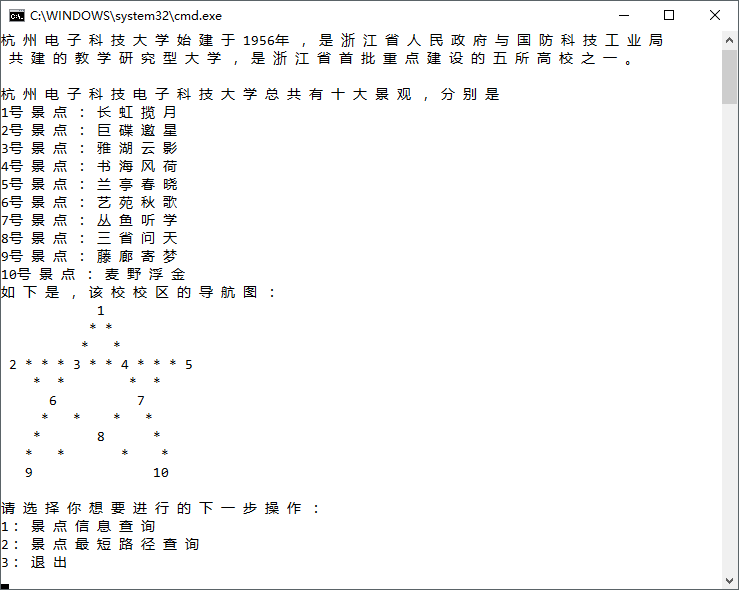 C:\WINDOWS\system32\cmd.exe
杭州电子科技大学始建于1956年，是浙江省人民政府与国防科技工业局
共建的教学研究型大学，是浙江省首批重点建设的五所高校之一。
杭州电子科技电子科技大学总共有十大景观，分别是
1号景点：长虹揽月
2号景点：巨碟邀星
3号景点：雅湖云影
4号景点：书海风荷
5号景点：兰亭春晓
6号景点：艺苑秋歌
7号景点：丛鱼听学
8号景点：三省问天
9号景点：藤廊寄梦
10号景点：麦野浮金
如下是，该校校区的导航图：
1
* *
* *
2 * * * 3 * * 4 * * * 5
* * * *
6 7
* * * *
* 8 *
* * * *
9 10
请选择你想要进行的下一步操作：
1：景点信息查询
2：景点最短路径查询
3：退出